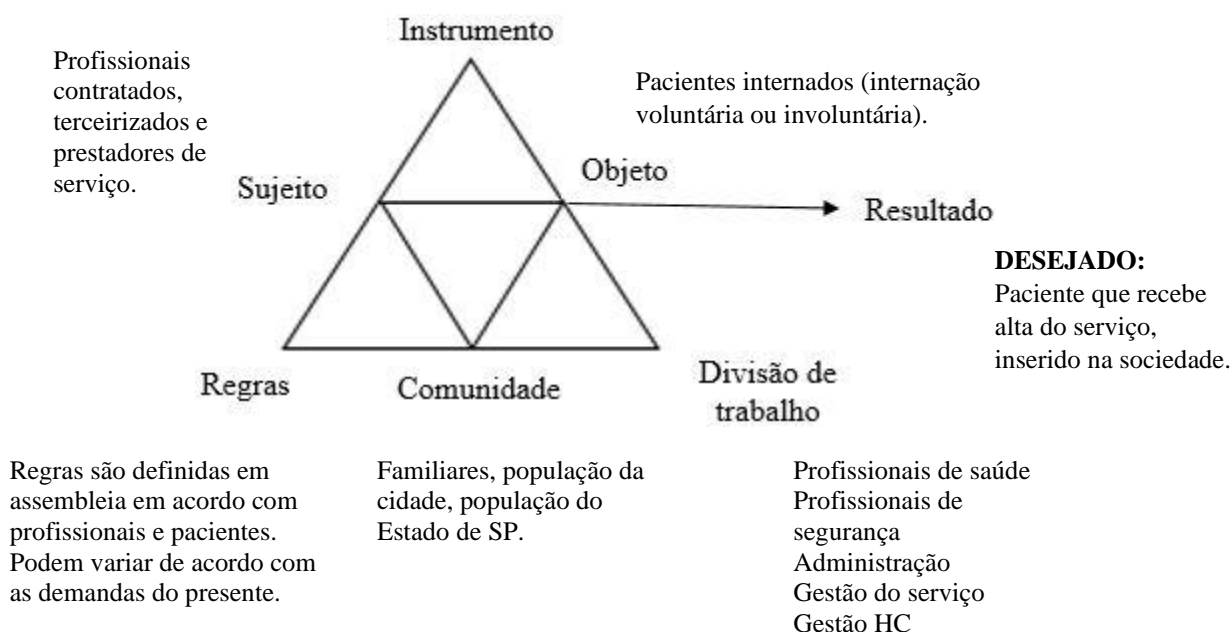 Instrumento
Profissionais
contratados,
terceirizados e
prestadores de
serviço.
Pacientes internados (internação
voluntária ou involuntária).
Sujeito
Objeto
Resultado
DESEJADO:
Paciente que recebe
alta do serviço,
inserido na sociedade.
Regras
Comunidade
Divisão de
trabalho
Regras são definidas em
assembleia em acordo com
profissionais e pacientes.
Podem variar de acordo com
as demandas do presente.
Familiares, população da
cidade, população do
Estado de SP.
Profissionais de saúde
Profissionais de
segurança
Administração
Gestão do serviço
Gestão HC